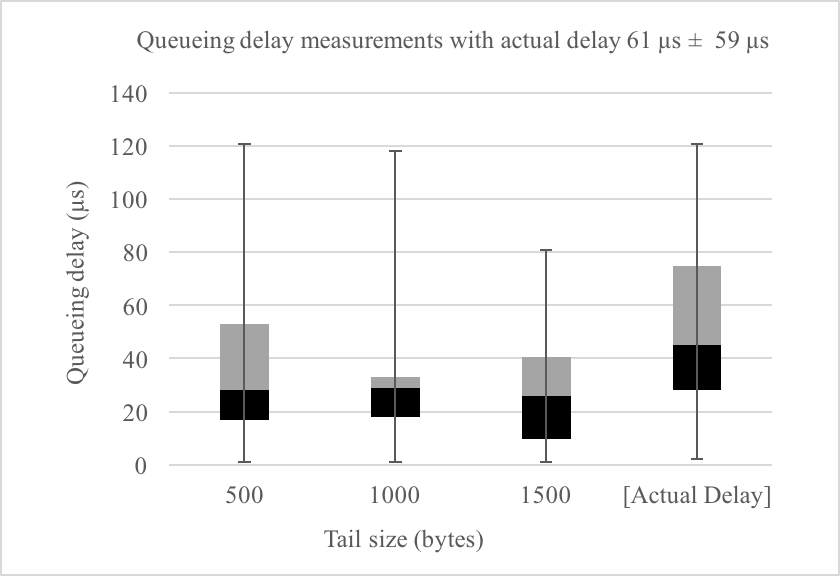 Queueing delay measurements with actual delay 61 µs ± 59 µs
140
120
100
80
60
40
20
0
Queueing delay (µs)
500 1000 1500 [Actual Delay]
Tail size (bytes)